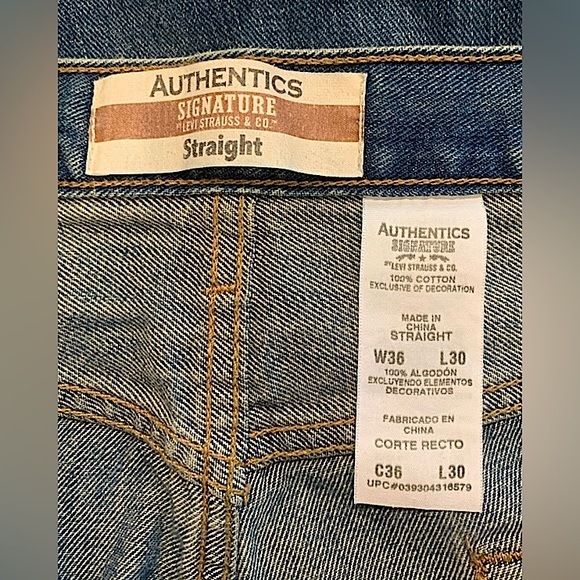 AUTHENTICS
SIGNATURE
BY LEVI STRAUSS & CO.™
Straight
AUTHENTICS
SIGNATURE
BY LEVI STRAUSS & CO.
100% COTTON
EXCLUSIVE OF DECORATION
MADE IN
CHINA
STRAIGHT
W36 L30
100% ALGODÓN
EXCLUYENDO ELEMENTOS
DECORATIVOS
FABRICADO EN
CHINA
CORTE RECTO
C36 L30
UPC#039304316579